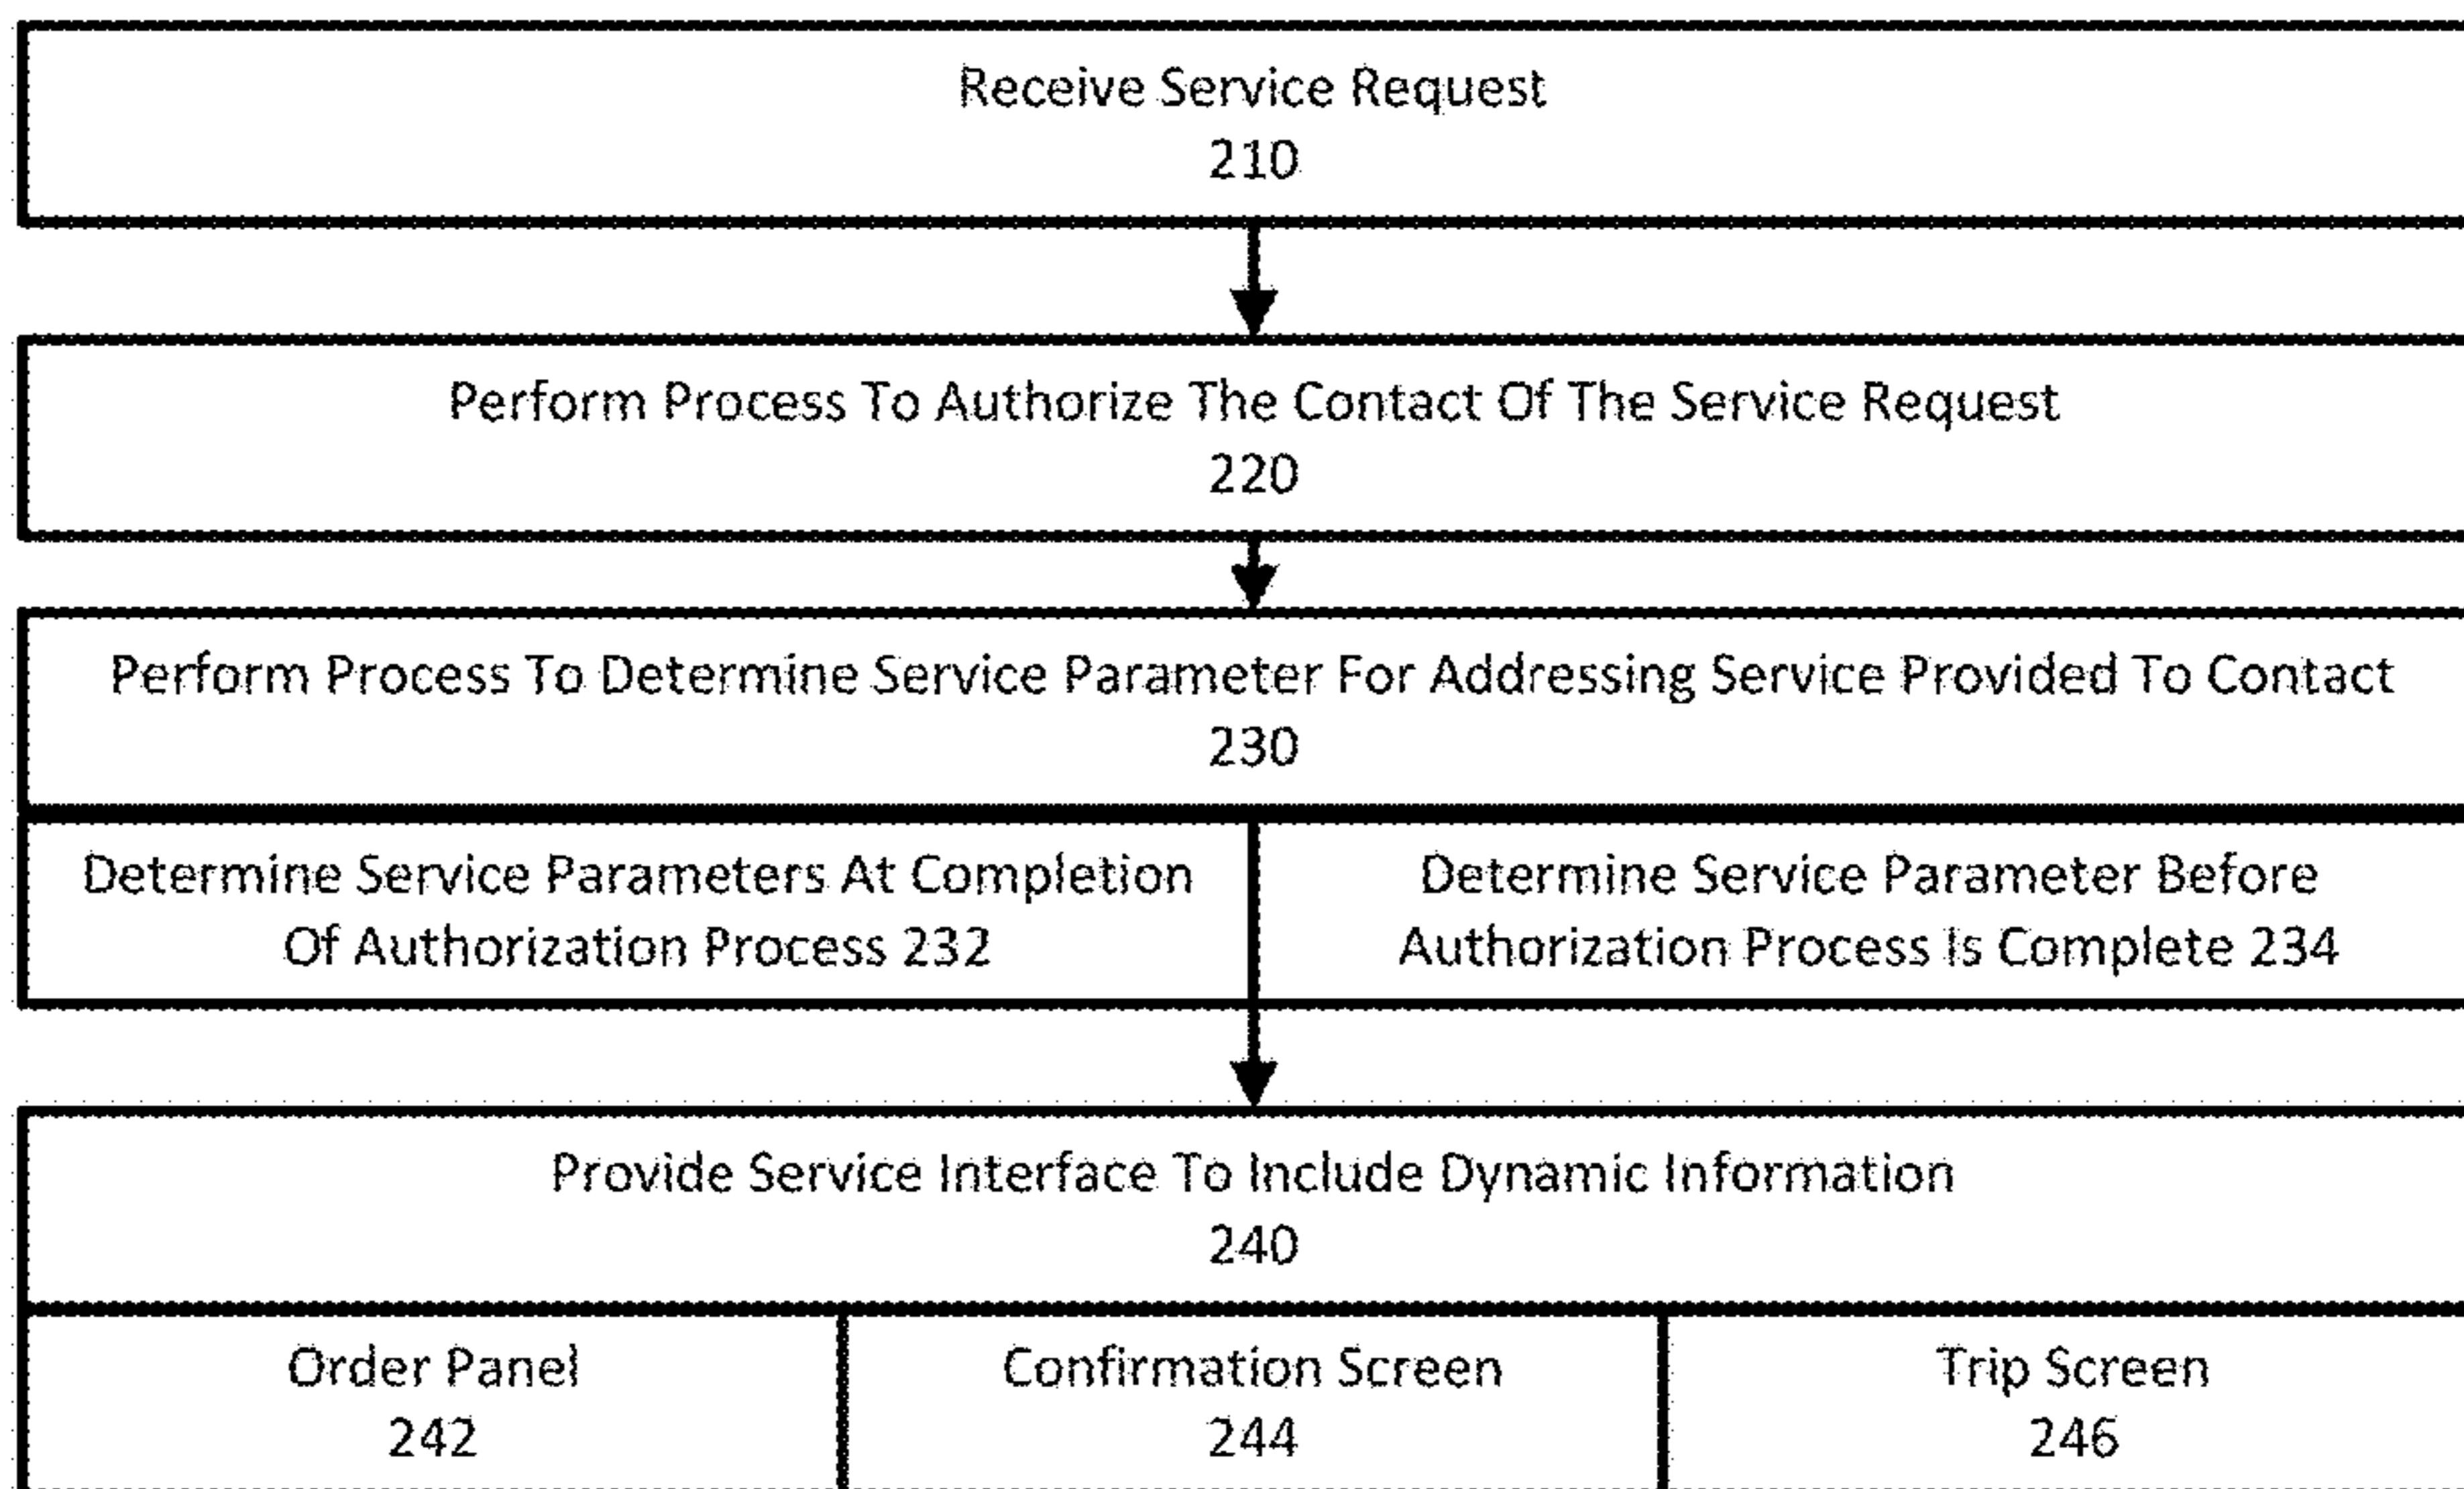 Receive Service Request
210
Perform Process To Authorize The Contact Of The Service Request
220
Perform Process To Determine Service Parameter For Addressing Service Provided To Contact
230
Determine Service Parameters At Completion
Of Authorization Process 232
Determine Service Parameter Before
Authorization Process Is Complete 234
Provide Service Interface To Include Dynamic Information
240
Order Panel
242
Confirmation Screen
244
Trip Screen
246